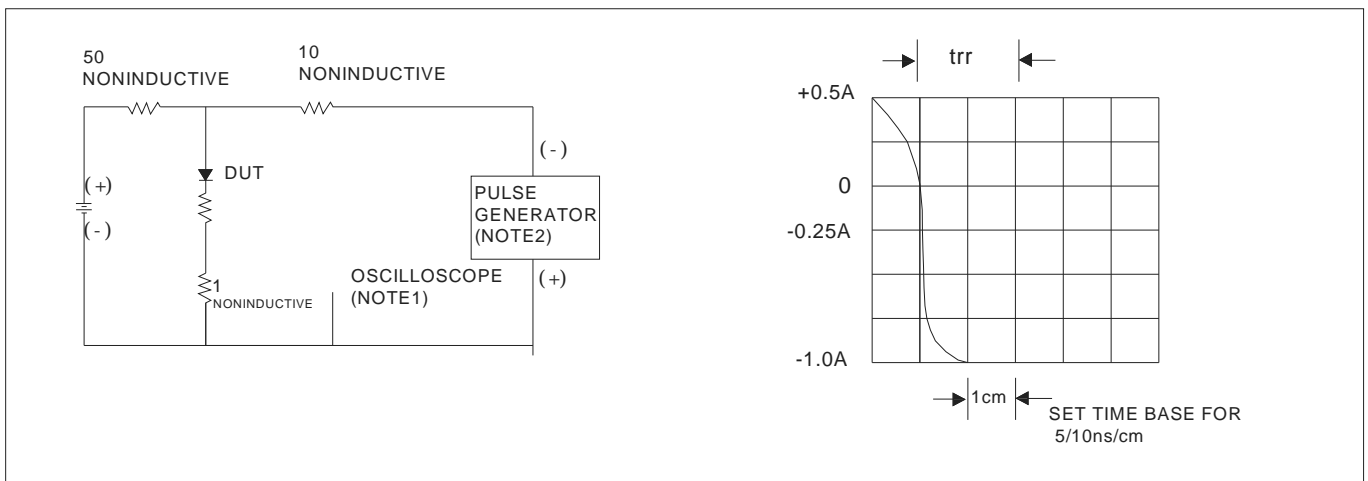 50
NONINDUCTIVE
10
NONINDUCTIVE
(+)
(-)
DUT
1
NONINDUCTIVE
OSCILLOSCOPE
(NOTE1)
(-)
PULSE
GENERATOR
(NOTE2)
(+)
trr
+0.5A
0
-0.25A
-1.0A
1cm
SET TIME BASE FOR
5/10ns/cm